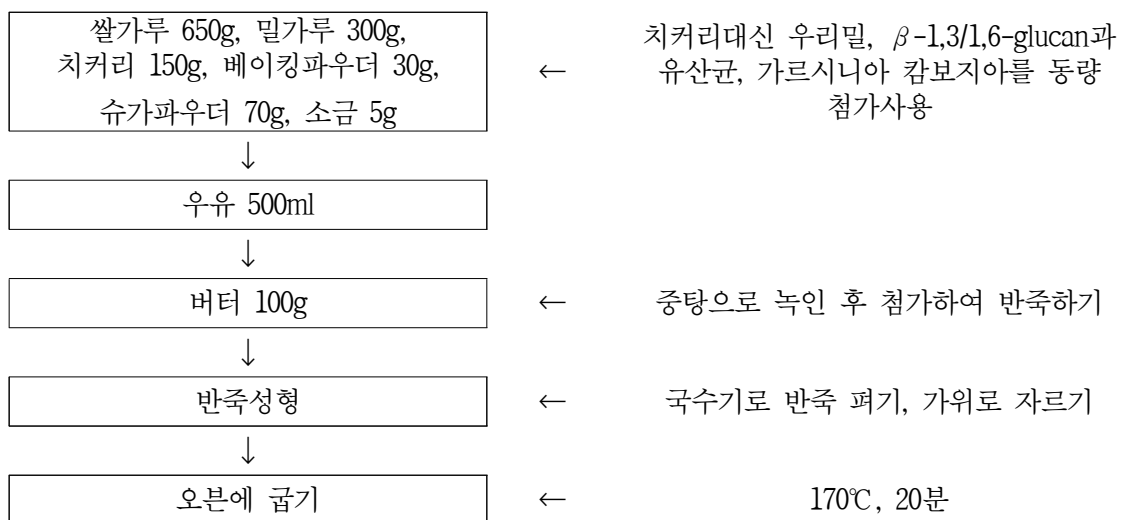 쌀가루 650g, 밀가루 300g,
치커리 150g, 베이킹파우더 30g,
슈가파우더 70g, 소금 5g
←
치커리대신 우리밀, β-1,3/1,6-glucan과
유산균, 가르시니아 캄보지아를 동량
첨가사용
↓
우유 500ml
↓
버터 100g
←
중탕으로 녹인 후 첨가하여 반죽하기
↓
반죽성형
←
국수기로 반죽 펴기, 가위로 자르기
↓
오븐에 굽기
←
170℃, 20분